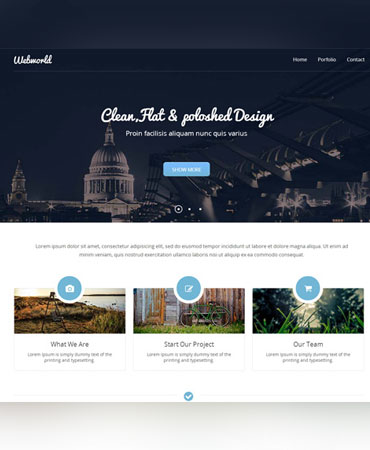 Webworld
Home Porfolio Contact
Clean,Flat & poloshed Design
Proin facilisis aliquam nunc quis varius
SHOW MORE
Lorem ipsum dolor sit amet, consectetur adipiscing elit, sed do eiusmod tempor incididunt ut labore et dolore magna aliqua. Ut enim ad
minim veniam, quis nostrud exercitation ullamco laboris nisi ut aliquip ex ea commodo consequat.
What We Are
Lorem Ipsum is simply dummy text of the
printing and typesetting.
Start Our Project
Lorem Ipsum is simply dummy text of the
printing and typesetting.
Our Team
Lorem Ipsum is simply dummy text of the
printing and typesetting.